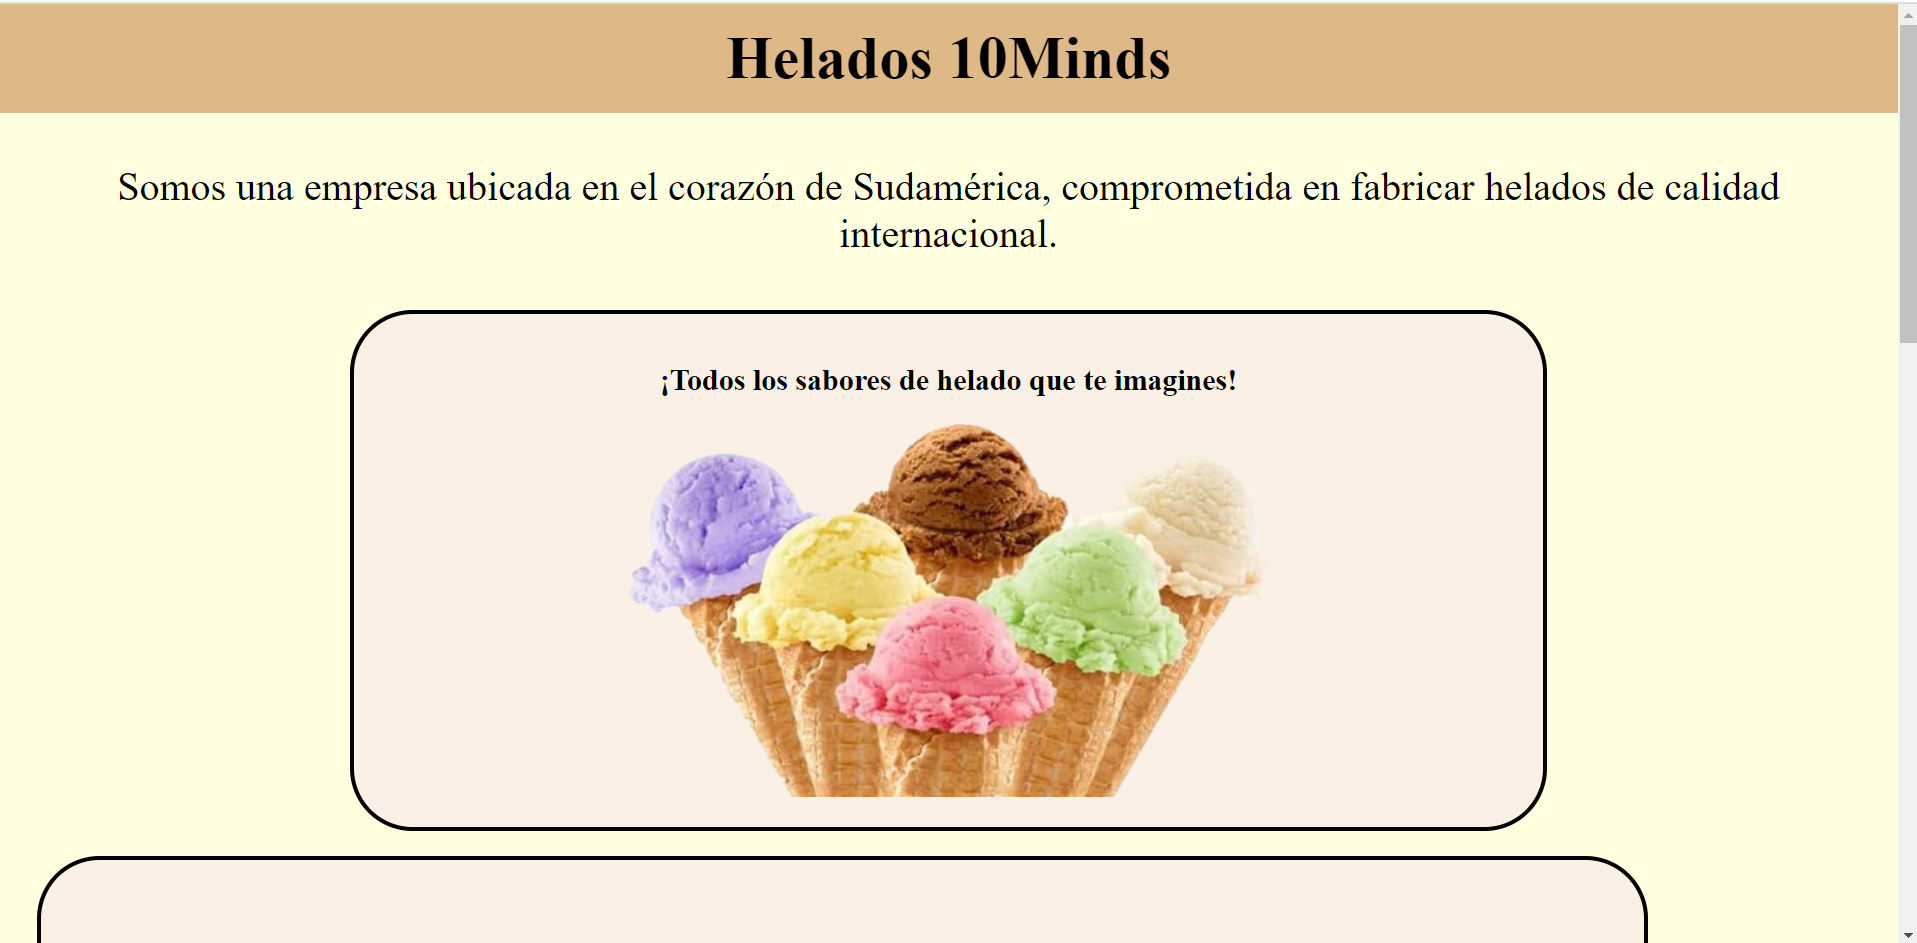 Helados 10Minds
Somos una empresa ubicada en el corazón de Sudamérica, comprometida en fabricar helados de calidad
internacional.
¡Todos los sabores de helado que te imagines!